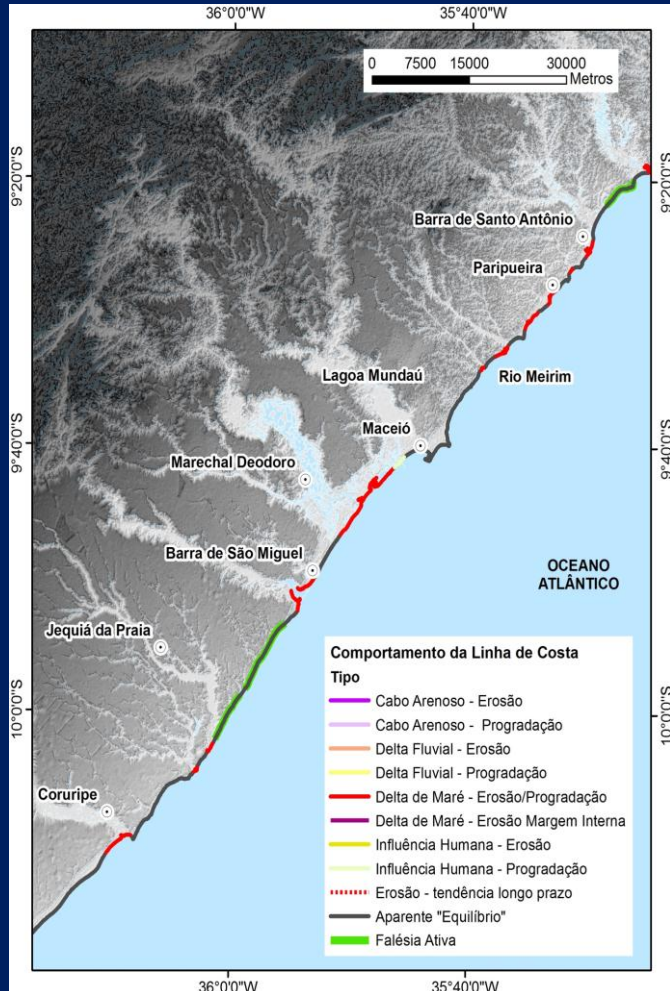 36°0'0"W
35°40'0"W
0 7500 15000 30000
Metros
9°20'0"S
9°20'0"S
Barra de Santo Antônio
Paripueira
Rio Meirim
Lagoa Mundaú
Maceió
9°40'0"S
9°40'0"S
Marechal Deodoro
Barra de São Miguel
OCEANO
ATLÂNTICO
Jequiá da Praia
10°0'0"S
10°0'0"S
Coruripe
Comportamento da Linha de Costa
Tipo
Cabo Arenoso - Erosão
Cabo Arenoso - Progradação
Delta Fluvial - Erosão
Delta Fluvial - Progradação
Delta de Maré - Erosão/Progradação
Delta de Maré - Erosão Margem Interna
Influência Humana - Erosão
Influência Humana - Progradação
Erosão - tendência longo prazo
Aparente "Equilíbrio"
Falésia Ativa
36°0'0"W
35°40'0"W